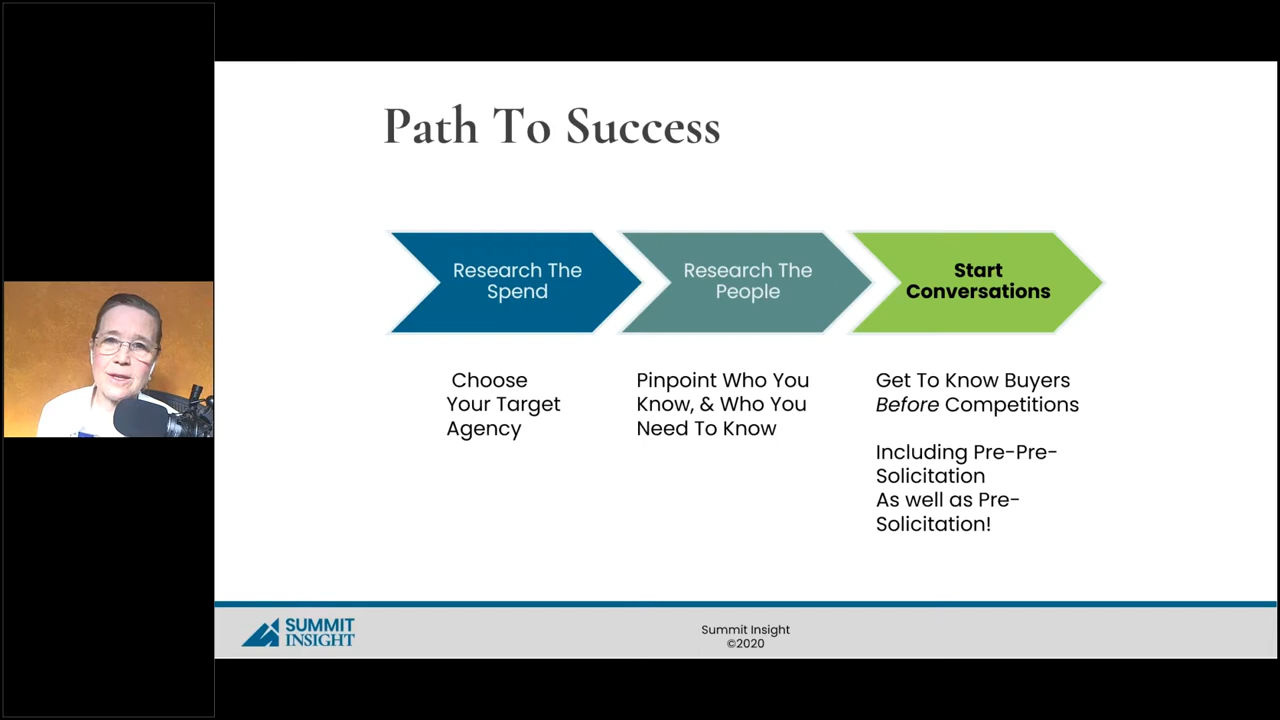 Path To Success
Research The
Spend
Research The
People
Start
Conversations
Choose
Your Target
Agency
Pinpoint Who You
Know, & Who You
Need To Know
Get To Know Buyers
Before Competitions
Including Pre-Pre-
Solicitation
As well as Pre-
Solicitation!
SUMMIT
INSIGHT
Summit Insight
©2020